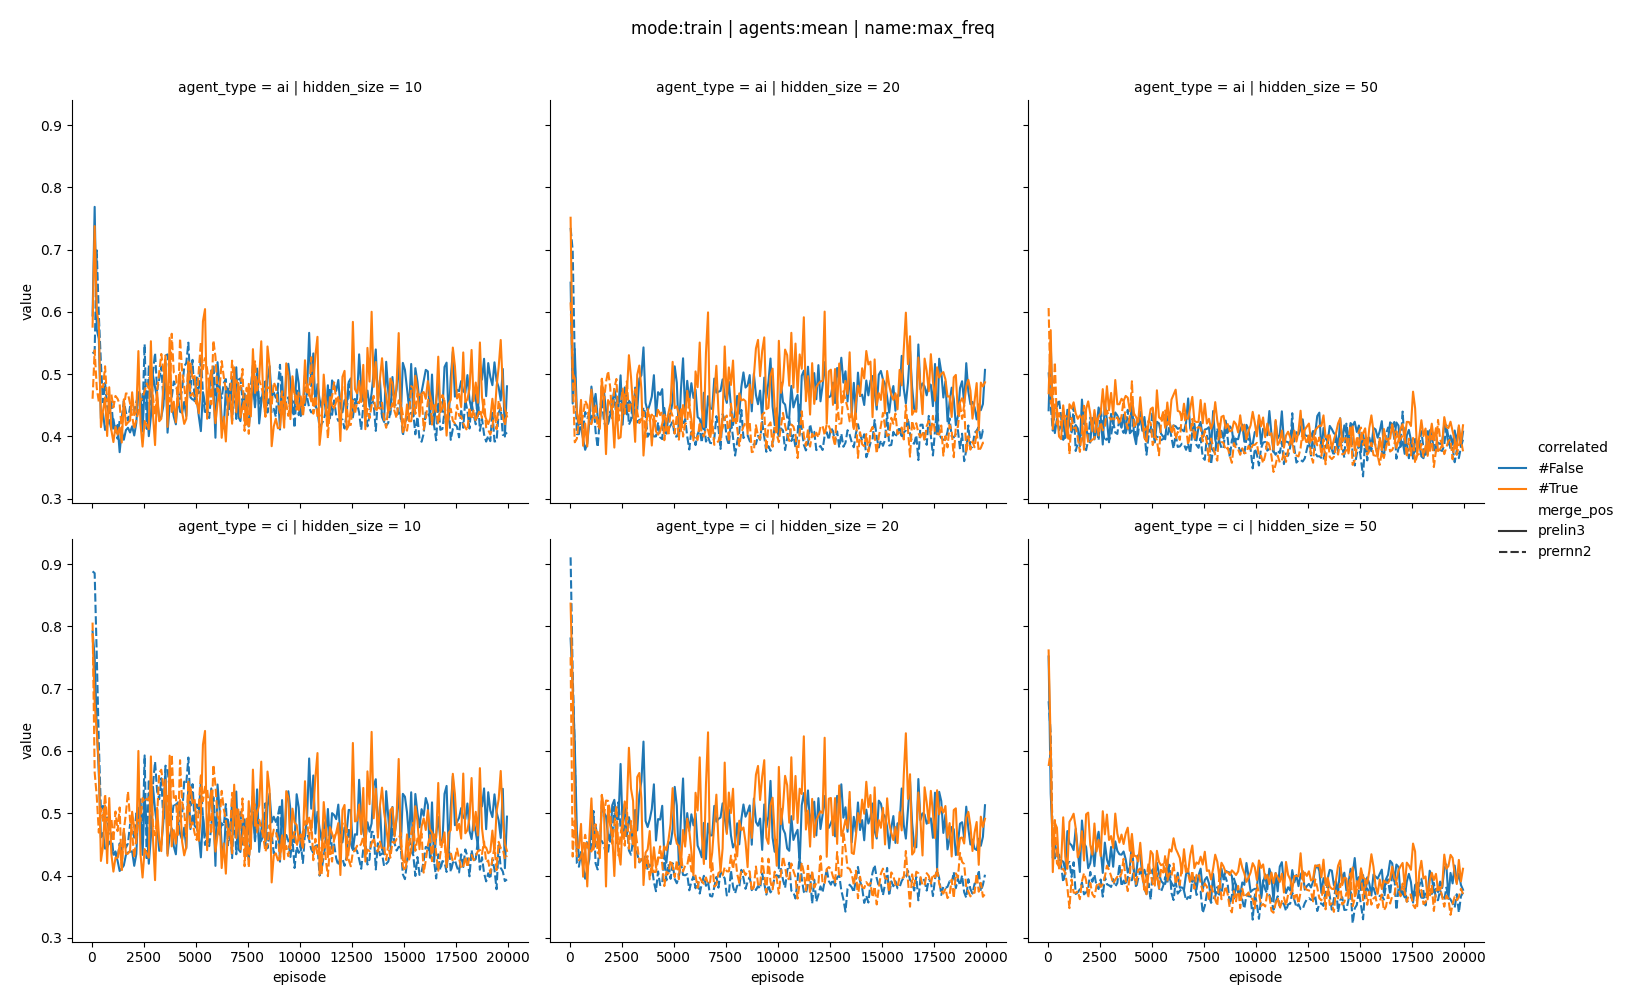 mode:train | agents:mean | name:max_freq
agent_type = ai | hidden_size = 10
agent_type = ai | hidden_size = 20
agent_type = ai | hidden_size = 50
0.9
0.8
0.7
0.6
0.5
0.4
0.3
value
correlated
#False
#True
merge_pos
prelin3
prernn2
agent_type = ci | hidden_size = 10
agent_type = ci | hidden_size = 20
agent_type = ci | hidden_size = 50
0.9
0.8
0.7
0.6
0.5
0.4
0.3
value
0 2500 5000 7500 10000 12500 15000 17500 20000
episode
0 2500 5000 7500 10000 12500 15000 17500 20000
episode
0 2500 5000 7500 10000 12500 15000 17500 20000
episode